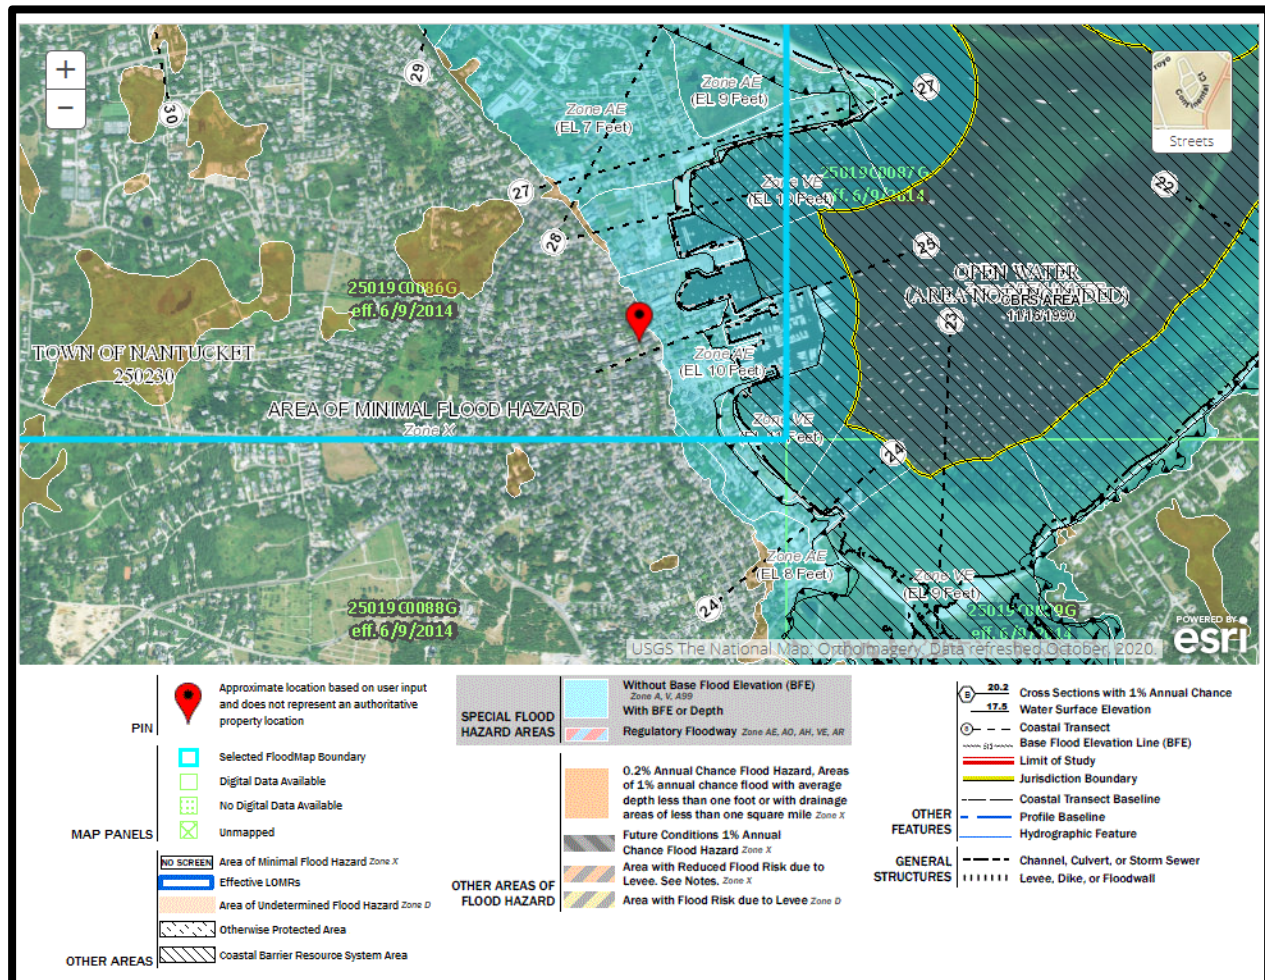 +
−
30
29
27
Zone AE
(EL 9 Feet)
Zone AE
(EL 7 Feet)
royo
Continental
Ct
Streets
22
Zone VE
(EL 10 Feet)
25019C0087G
eff. 6/9/2014
27
28
25
OPEN WATER
CBRS AREA
11/16/1990
23
25019C0086G
eff. 6/9/2014
TOWN OF NANTUCKET
250230
Zone AE
(EL 10 Feet)
AREA OF MINIMAL FLOOD HAZARD
Zone X
Zone VE
Feet)
24
Zone AE
(EL 8 Feet)
Zone VE
(EL 9 Feet)
24
25019C0088G
eff. 6/9/2014
USGS The National Map: Orthoimagery. Data refreshed October, 2020.
POWERED BY
esri
PIN
Approximate location based on user input
and does not represent an authoritative
property location
MAP PANELS
Selected FloodMap Boundary
Digital Data Available
No Digital Data Available
Unmapped
OTHER AREAS
NO SCREEN Area of Minimal Flood Hazard Zone X
Effective LOMRs
Area of Undetermined Flood Hazard Zone D
Otherwise Protected Area
Coastal Barrier Resource System Area
SPECIAL FLOOD
HAZARD AREAS
Without Base Flood Elevation (BFE)
Zone A, V, A99
With BFE or Depth
Regulatory Floodway Zone AE, AO, AH, VE, AR
OTHER AREAS OF
FLOOD HAZARD
0.2% Annual Chance Flood Hazard, Areas
of 1% annual chance flood with average
depth less than one foot or with drainage
areas of less than one square mile Zone X
Future Conditions 1% Annual
Chance Flood Hazard Zone X
Area with Reduced Flood Risk due to
Levee. See Notes. Zone X
Area with Flood Risk due to Levee Zone D
OTHER
FEATURES
B 20.2 Cross Sections with 1% Annual Chance
17.5 Water Surface Elevation
8 Coastal Transect
513 Base Flood Elevation Line (BFE)
Limit of Study
Jurisdiction Boundary
Coastal Transect Baseline
Profile Baseline
Hydrographic Feature
GENERAL
STRUCTURES
Channel, Culvert, or Storm Sewer
Levee, Dike, or Floodwall